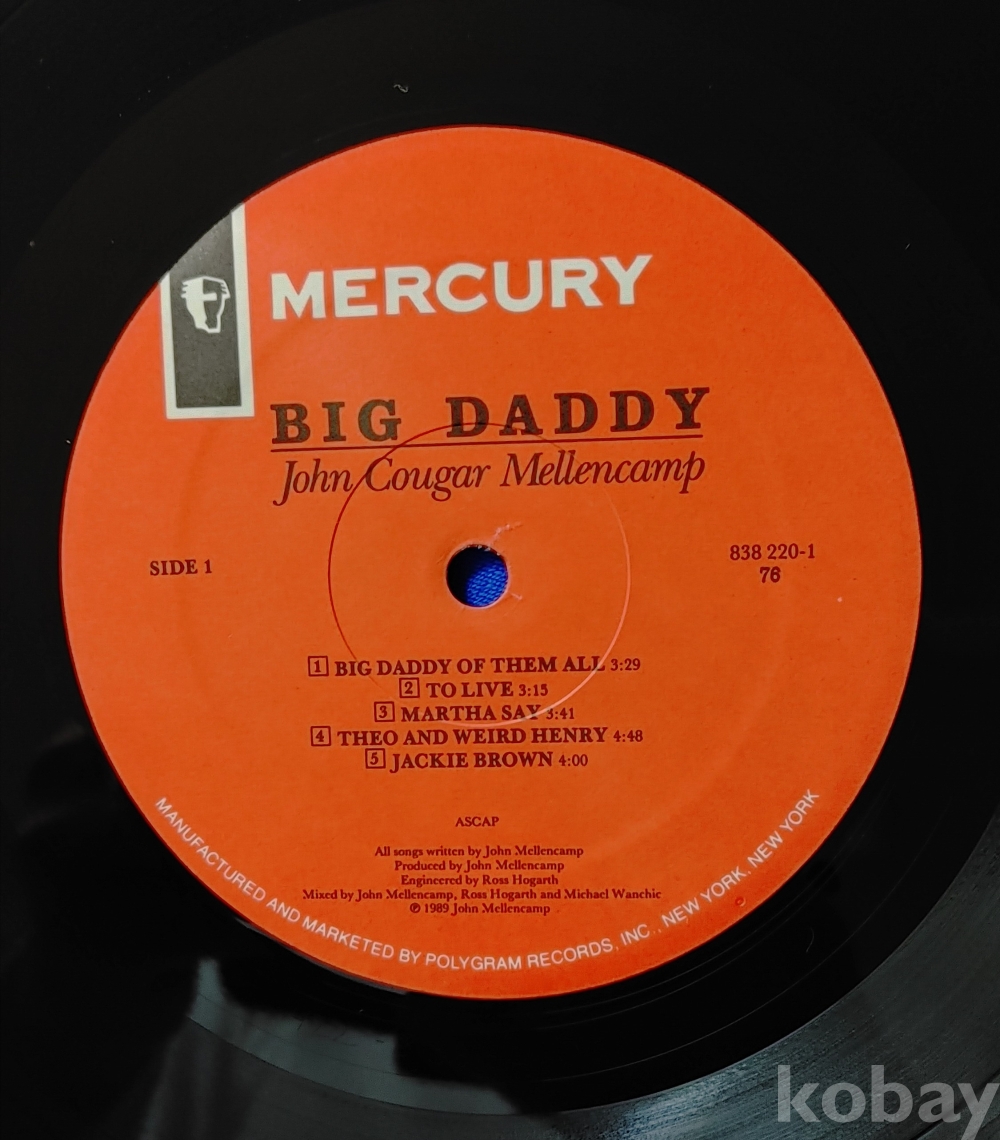 MERCURY
BIG DADDY
John Cougar Mellencamp
SIDE 1
838 220-1
76
1 BIG DADDY OF THEM ALL 3:29
2 TO LIVE 3:15
3 MARTHA SAY 3:41
4 THEO AND WEIRD HENRY 4:48
5 JACKIE BROWN 4:00
ASCAP
All songs written by John Mellencamp
Produced by John Mellencamp
Engineered by Ross Hogarth
Mixed by John Mellencamp, Ross Hogarth and Michael Wanchic
℗ 1989 John Mellencamp
MANUFACTURED AND MARKETED BY POLYGRAM RECORDS, INC., NEW YORK, NEW YORK
kobay